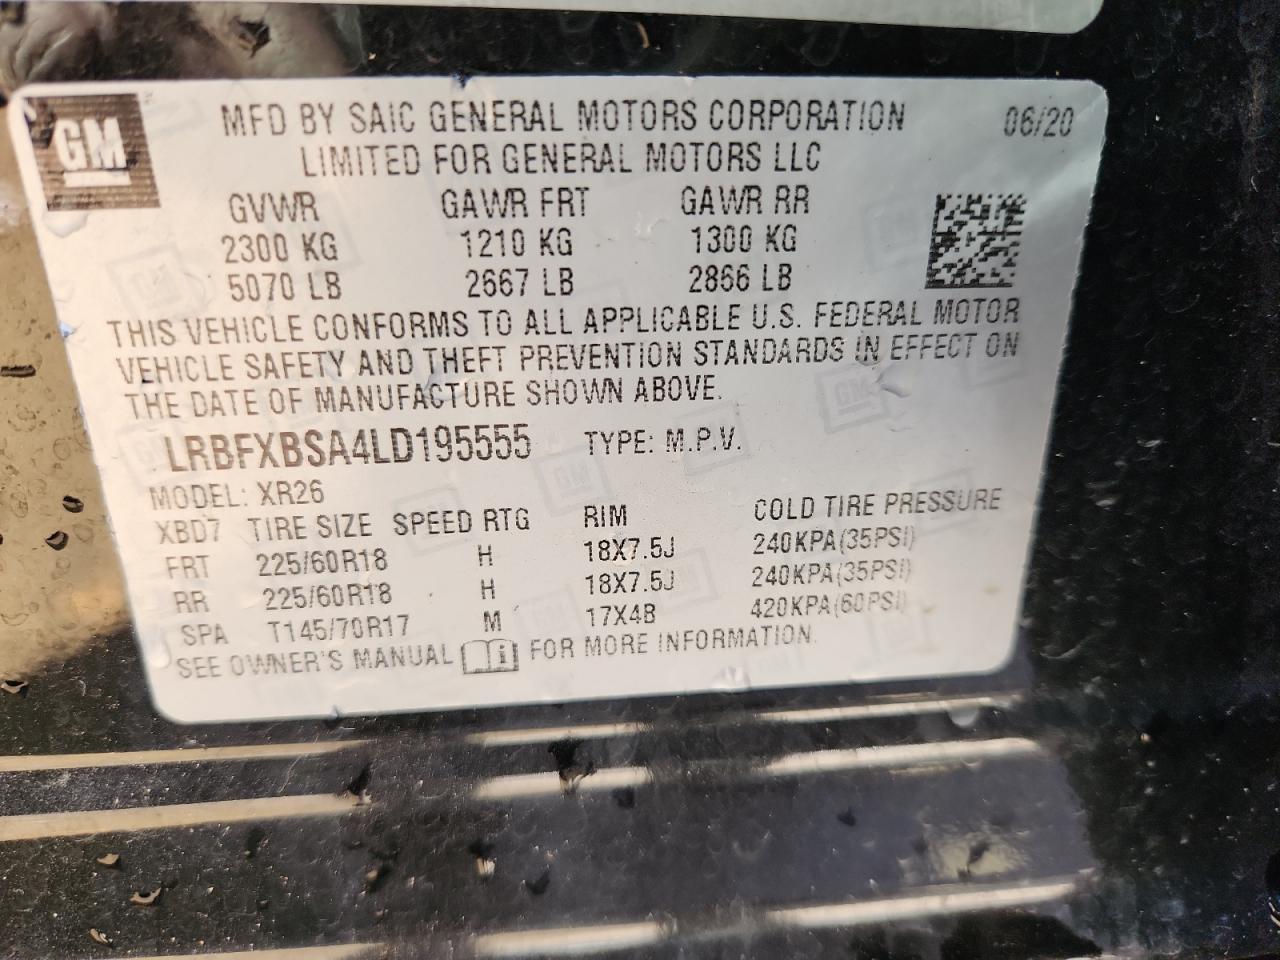 GM
MFD BY SAIC GENERAL MOTORS CORPORATION 06/20
LIMITED FOR GENERAL MOTORS LLC
GVWR GAWR FRT GAWR RR
2300 KG 1210 KG 1300 KG
5070 LB 2667 LB 2866 LB
THIS VEHICLE CONFORMS TO ALL APPLICABLE U.S. FEDERAL MOTOR
VEHICLE SAFETY AND THEFT PREVENTION STANDARDS IN EFFECT ON
THE DATE OF MANUFACTURE SHOWN ABOVE.
LRBFXBSA4LD195555 TYPE: M.P.V.
MODEL: XR26
XBD7 TIRE SIZE SPEED RTG RIM COLD TIRE PRESSURE
FRT 225/60R18 H 18X7.5J 240KPA(35PSI)
RR 225/60R18 H 18X7.5J 240KPA(35PSI)
SPA T145/70R17 M 17X4B 420KPA(60PSI)
SEE OWNER'S MANUAL i FOR MORE INFORMATION.